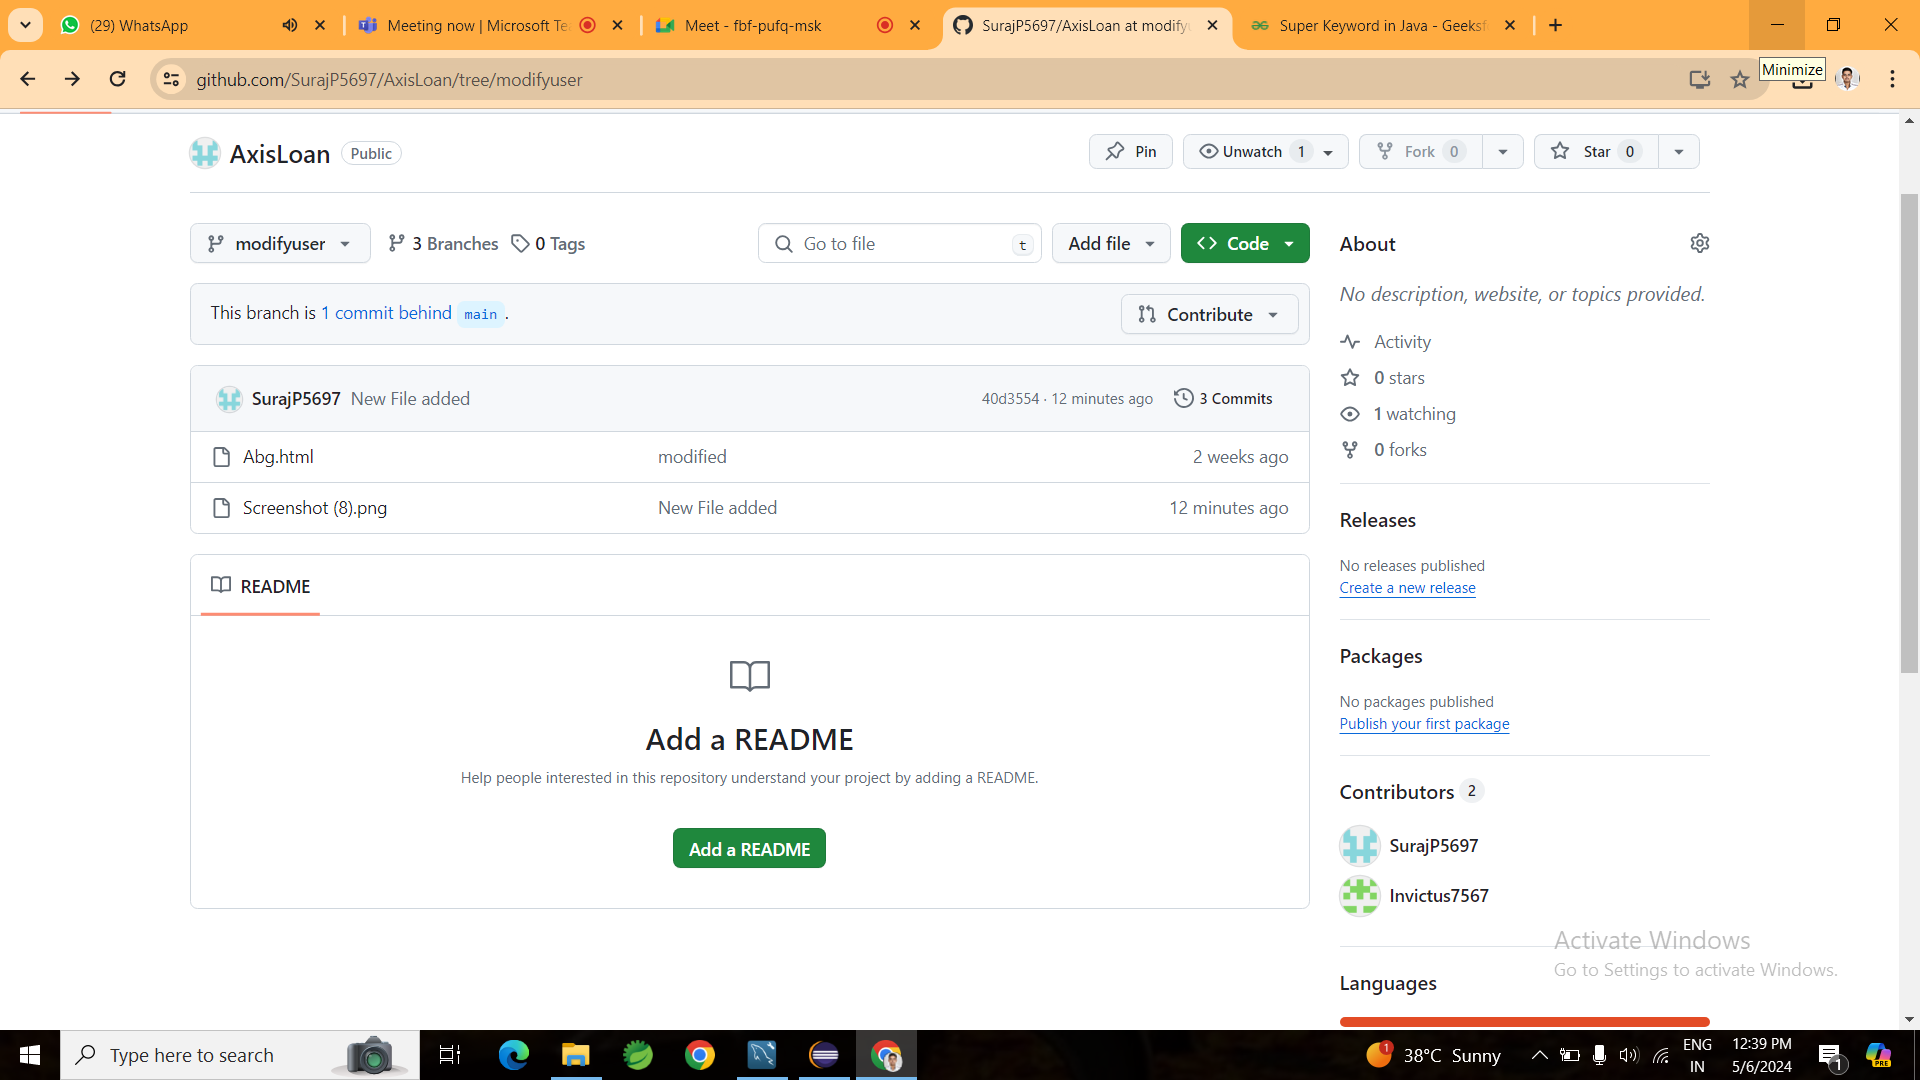 (29) WhatsApp
Meeting now | Microsoft Te
Meet - fbf-pufq-msk
SurajP5697/AxisLoan at modify
Super Keyword in Java - Geeksf
github.com/SurajP5697/AxisLoan/tree/modifyuser
Minimize
AxisLoan Public
Pin
Unwatch 1
Fork 0
Star 0
modifyuser
3 Branches
0 Tags
Go to file t
Add file
Code
About
No description, website, or topics provided.
This branch is 1 commit behind main .
Contribute
Activity
0 stars
1 watching
0 forks
SurajP5697 New File added 40d3554 · 12 minutes ago 3 Commits
Abg.html modified 2 weeks ago
Screenshot (8).png New File added 12 minutes ago
Releases
No releases published
Create a new release
README
Add a README
Help people interested in this repository understand your project by adding a README.
Add a README
Packages
No packages published
Publish your first package
Contributors 2
SurajP5697
Invictus7567
Activate Windows
Go to Settings to activate Windows.
Languages
Type here to search
1
38°C Sunny
ENG
IN
12:39 PM
5/6/2024
1
PRE